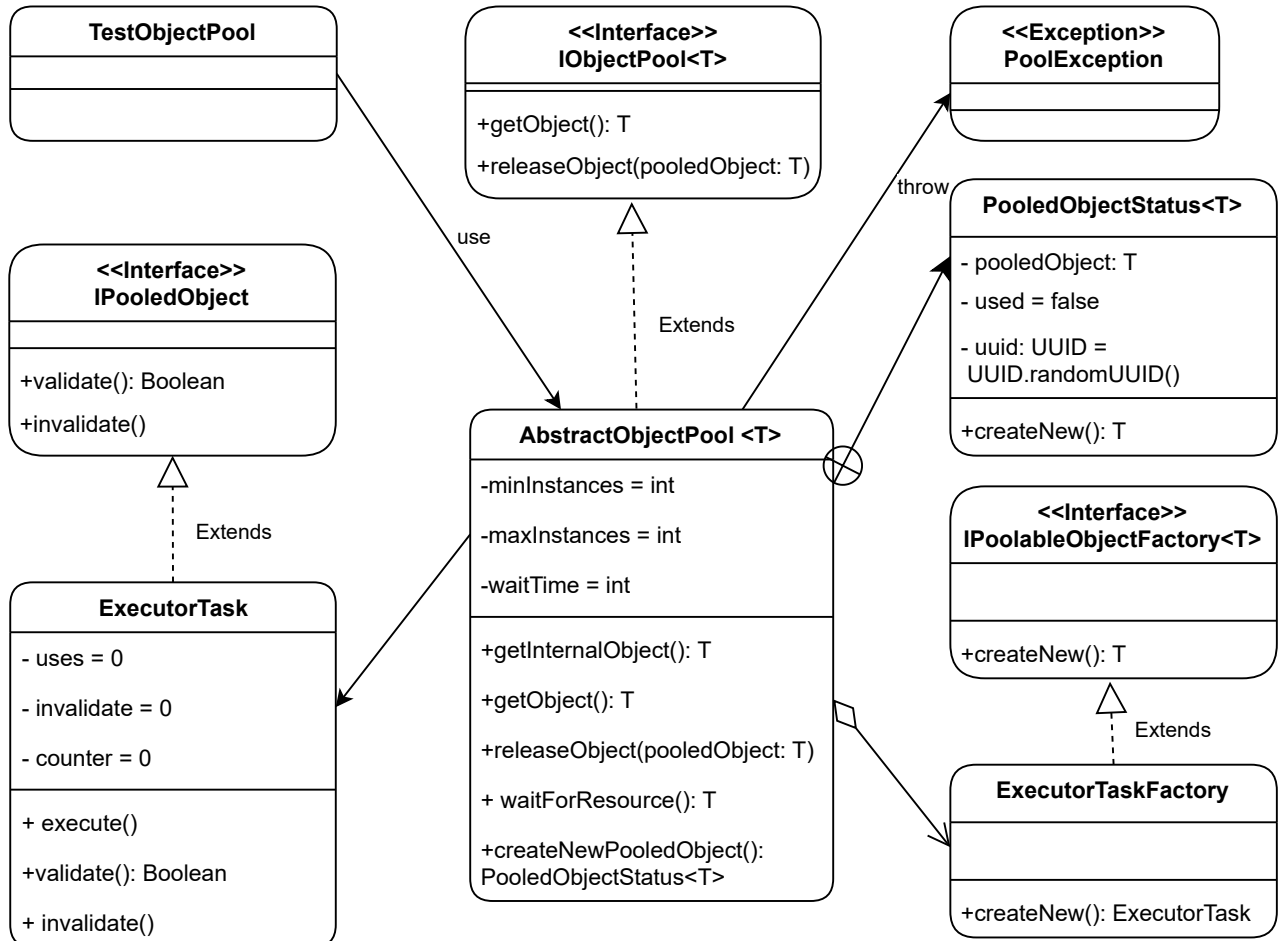 TestObjectPool
<<Interface>>
IObjectPool<T>
+getObject(): T
+releaseObject(pooledObject: T)
<<Exception>>
PoolException
throw
use
Extends
PooledObjectStatus<T>
- pooledObject: T
- used = false
- uuid: UUID =
UUID.randomUUID()
+createNew(): T
<<Interface>>
IPooledObject
+validate(): Boolean
+invalidate()
Extends
AbstractObjectPool <T>
-minInstances = int
-maxInstances = int
-waitTime = int
+getInternalObject(): T
+getObject(): T
+releaseObject(pooledObject: T)
+ waitForResource(): T
+createNewPooledObject():
PooledObjectStatus<T>
<<Interface>>
IPoolableObjectFactory<T>
+createNew(): T
Extends
ExecutorTask
- uses = 0
- invalidate = 0
- counter = 0
+ execute()
+validate(): Boolean
+ invalidate()
ExecutorTaskFactory
+createNew(): ExecutorTask